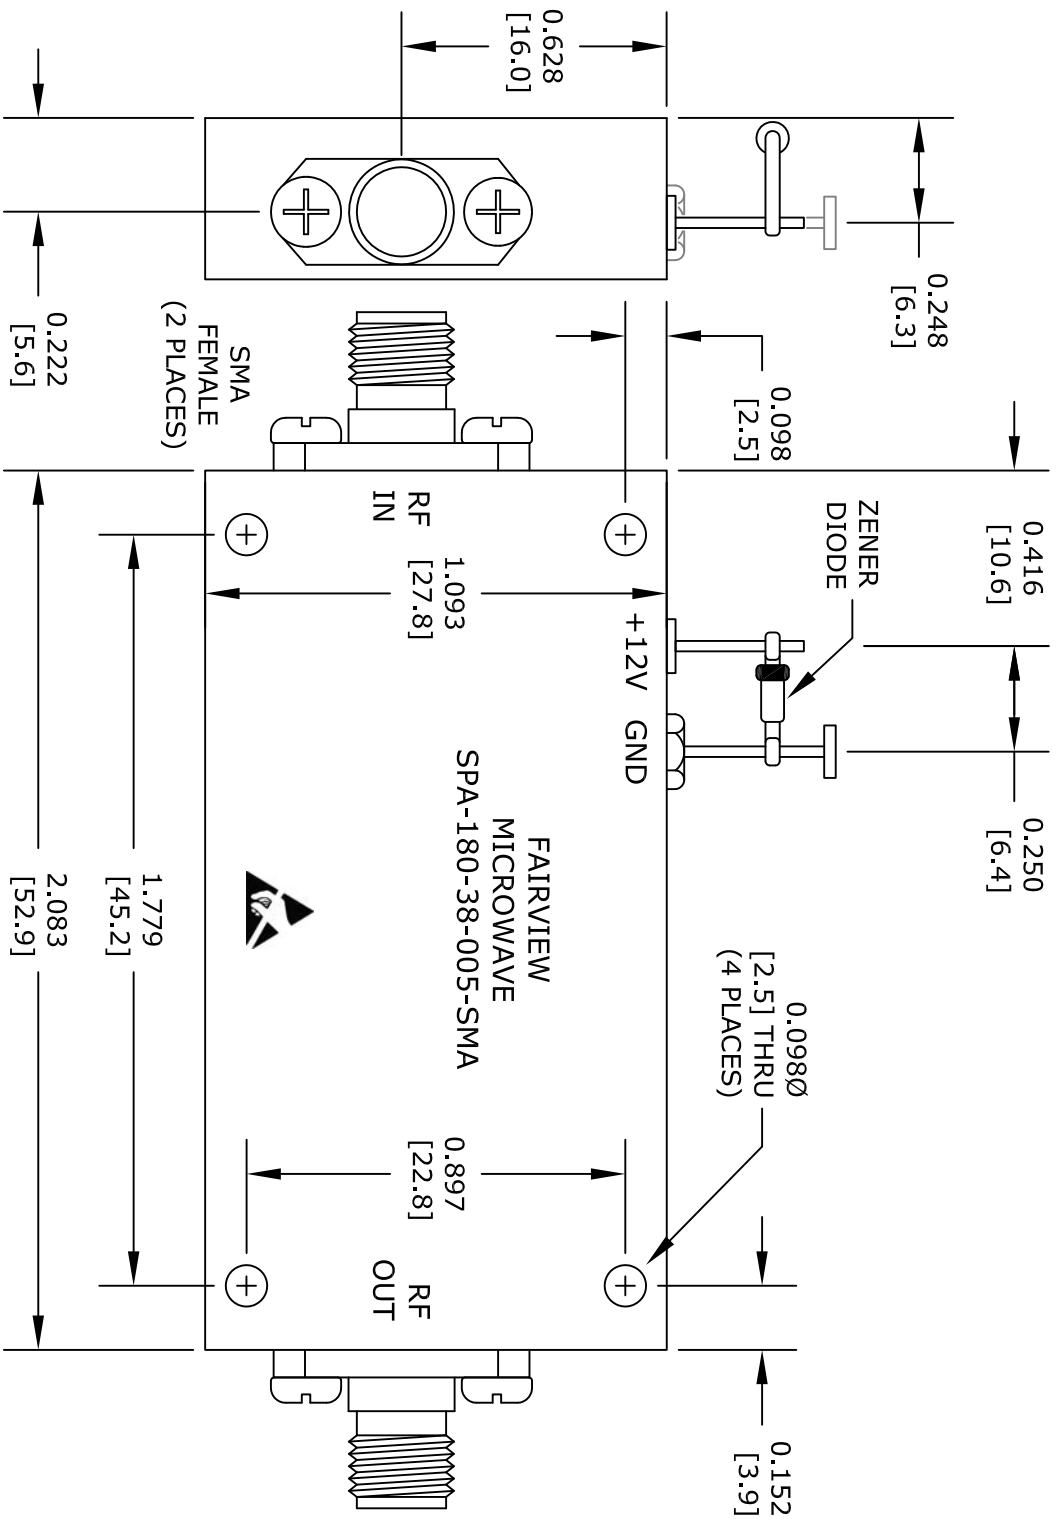 0.416
[10.6]
0.250
[6.4]
0.248
[6.3]
ZENER
DIODE
0.098Ø
[2.5] THRU
(4 PLACES)
0.098
[2.5]
0.152
[3.9]
0.628
[16.0]
+12V
GND
FAIRVIEW
MICROWAVE
SPA-180-38-005-SMA
1.093
[27.8]
0.897
[22.8]
RF
IN
RF
OUT
SMA
FEMALE
(2 PLACES)
1.779
[45.2]
0.222
[5.6]
2.083
[52.9]